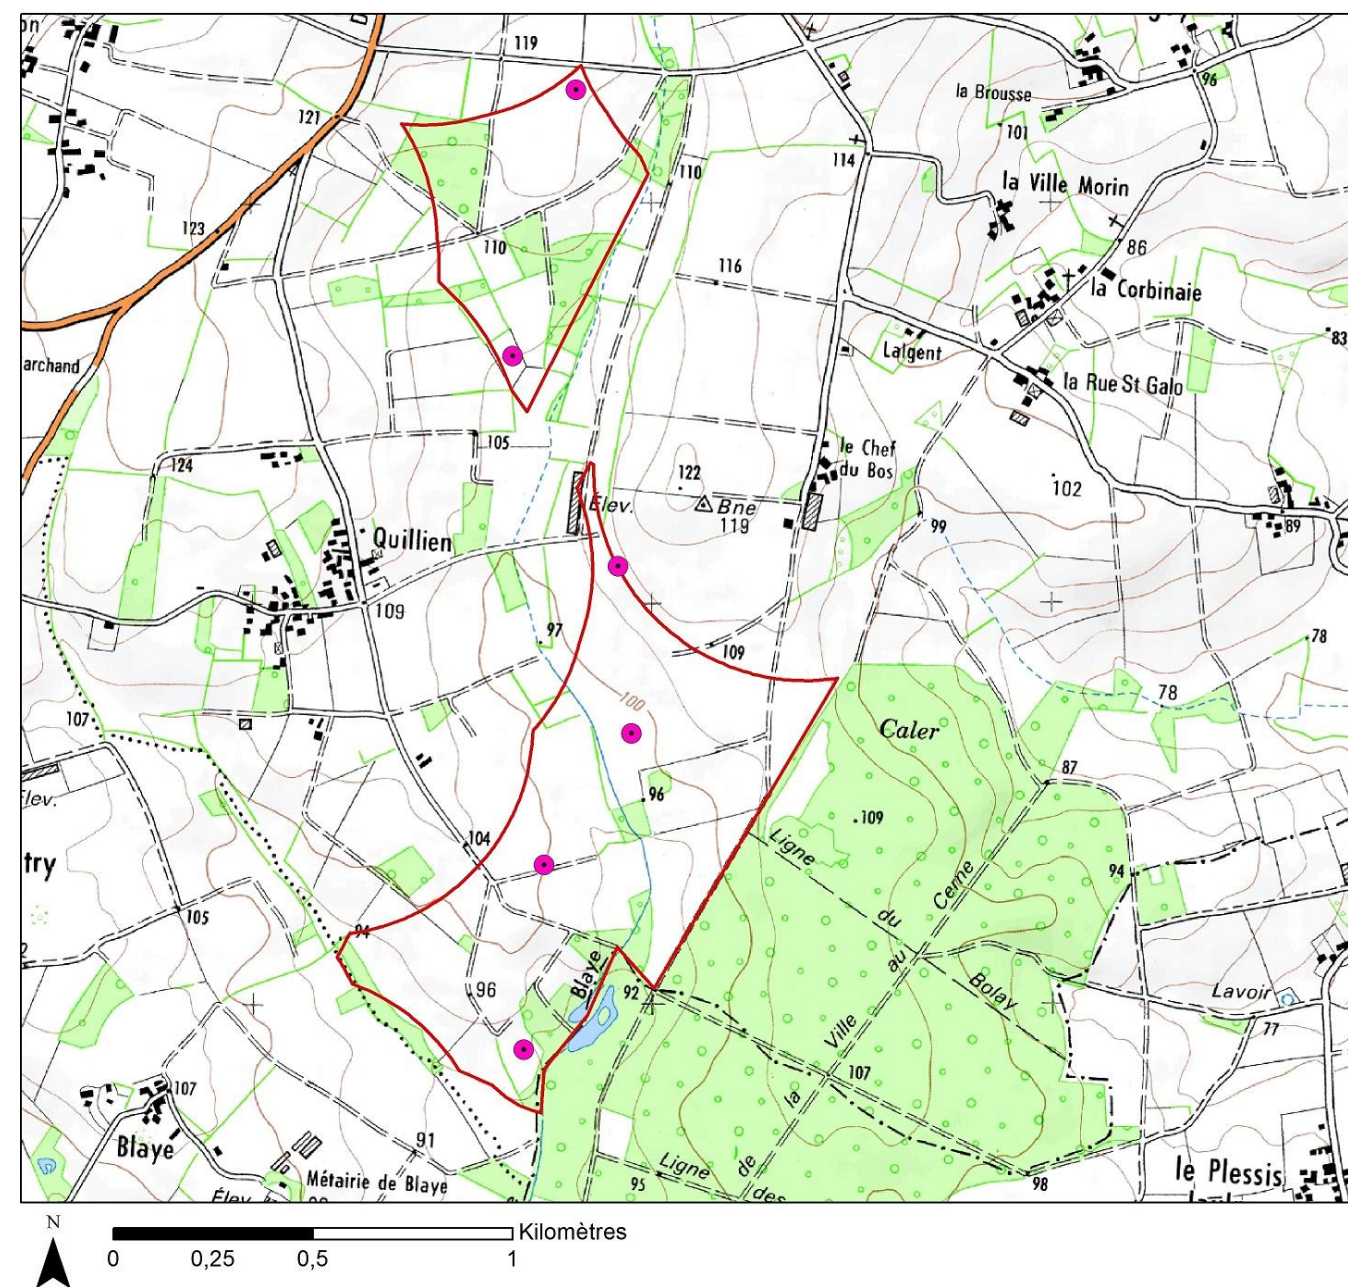 119
la Brousse
96
121
101
114
110
la Ville Morin
123
110
86
116
la Corbinaie
archand
Laigent
83
la Rue St Galo
105
le Chef
du Bos
124
122
102
Élev.
Bne
119
99
89
Quillien
109
97
109
78
100
78
107
Caler
87
Élev.
96
109
104
Ligne
try
94
Cerne
105
du
94
au
Blaye
96
92
Bolay
Lavoir
77
Ville
107
107
la
Blaye
91
Métairie de Blaye
Ligne
de
le Plessis
95
des
98
Élev.
N
Kilomètres
0
0,25
0,5
1